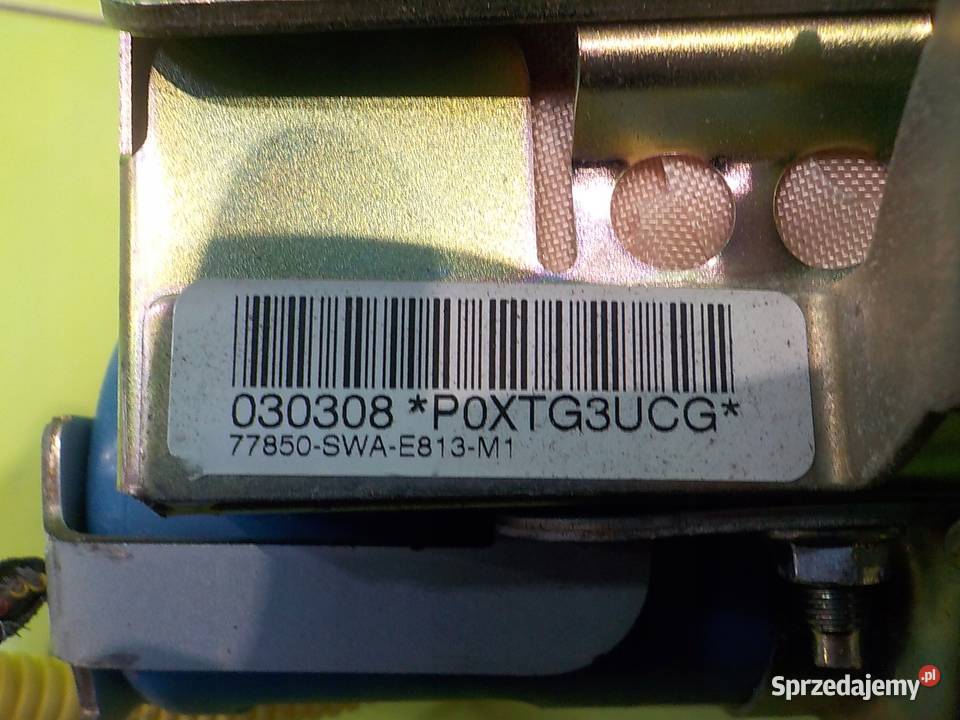 030308 *P0XTG3UCG*
77850-SWA-E813-M1
Sprzedajemy.pl